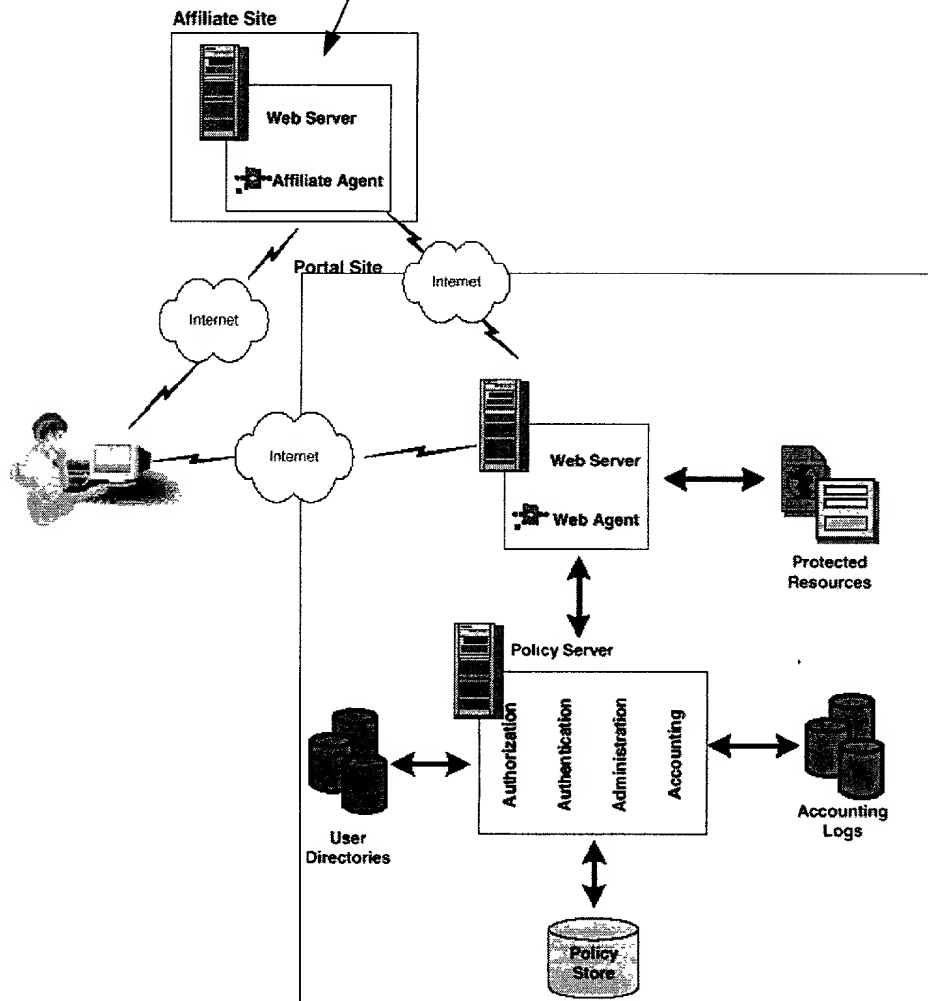 Affiliate Site
Web Server
Affiliate Agent
Portal Site
Internet
Internet
Internet
Web Server
Web Agent
Protected
Resources
Policy Server
Authorization
Authentication
Administration
Accounting
User
Directories
Accounting
Logs
Policy
Store